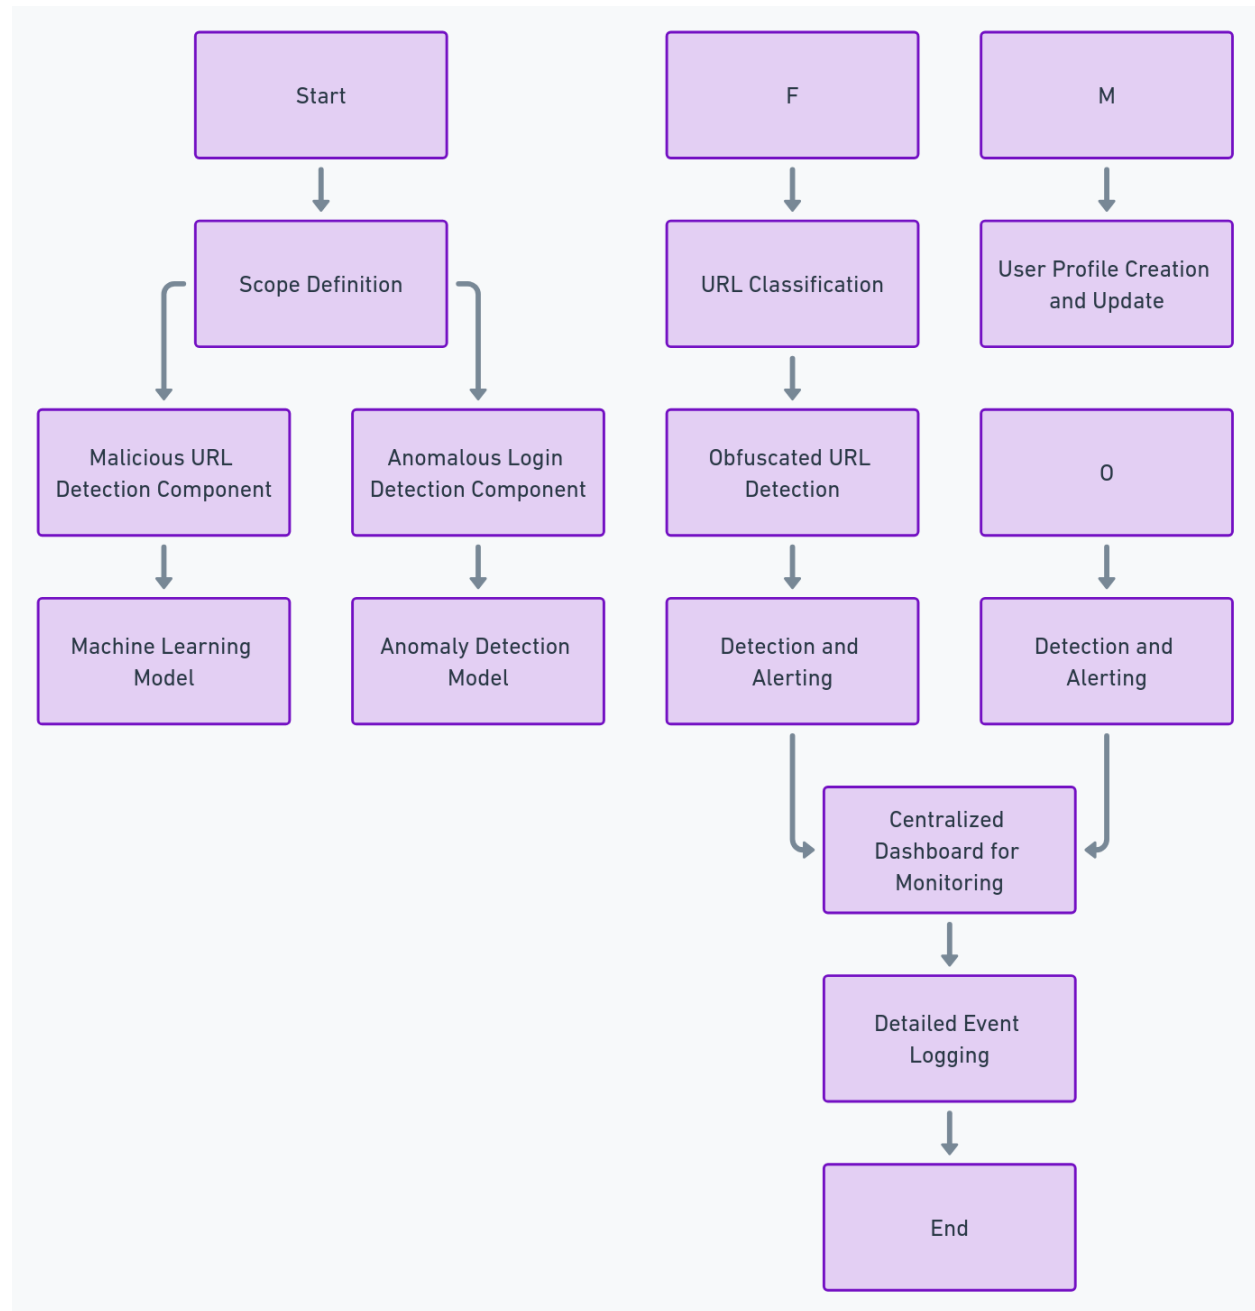 Start
F
M
Scope Definition
URL Classification
User Profile Creation
and Update
Malicious URL
Detection Component
Anomalous Login
Detection Component
Obfuscated URL
Detection
O
Machine Learning
Model
Anomaly Detection
Model
Detection and
Alerting
Detection and
Alerting
Centralized
Dashboard for
Monitoring
Detailed Event
Logging
End